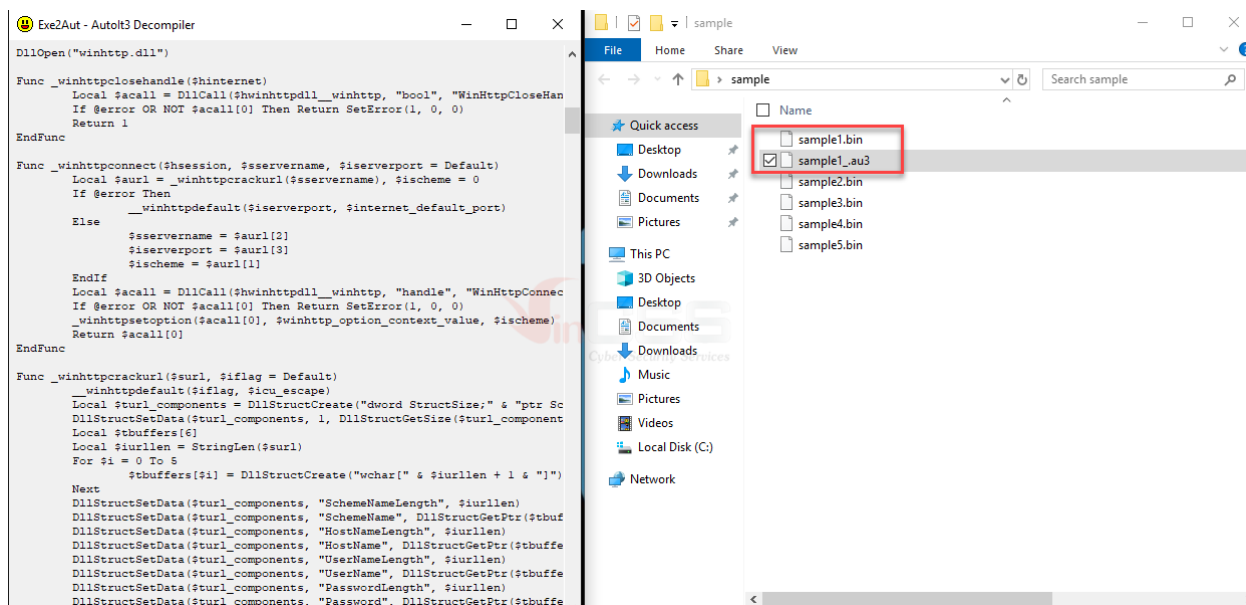 Exe2Aut - AutoIt3 Decompiler
DllOpen("winhttp.dll")
Func _winhttpclosehandle($hinternet)
Local $acall = DllCall($hwinhttpdll__winhttp, "bool", "WinHttpCloseHan
If @error OR NOT $acall[0] Then Return SetError(1, 0, 0)
Return 1
EndFunc
Func _winhttpconnect($hsession, $sservername, $iserverport = Default)
Local $aurl = _winhttpcrackurl($sservername), $ischeme = 0
If @error Then
__winhttpdefault($iserverport, $internet_default_port)
Else
$sservername = $aurl[2]
$iserverport = $aurl[3]
$ischeme = $aurl[1]
EndIf
Local $acall = DllCall($hwinhttpdll__winhttp, "handle", "WinHttpConnec
If @error OR NOT $acall[0] Then Return SetError(1, 0, 0)
_winhttpsetoption($acall[0], $winhttp_option_context_value, $ischeme)
Return $acall[0]
EndFunc
Func _winhttpcrackurl($surl, $iflag = Default)
__winhttpdefault($iflag, $icu_escape)
Local $turl_components = DllStructCreate("dword StructSize;" & "ptr Sc
DllStructSetData($turl_components, 1, DllStructGetSize($turl_component
Local $tbuffers[6]
Local $iurllen = StringLen($surl)
For $i = 0 To 5
$tbuffers[$i] = DllStructCreate("wchar[" & $iurllen + 1 & "]")
Next
DllStructSetData($turl_components, "SchemeNameLength", $iurllen)
DllStructSetData($turl_components, "SchemeName", DllStructGetPtr($tbuf
DllStructSetData($turl_components, "HostNameLength", $iurllen)
DllStructSetData($turl_components, "HostName", DllStructGetPtr($tbuffe
DllStructSetData($turl_components, "UserNameLength", $iurllen)
DllStructSetData($turl_components, "UserName", DllStructGetPtr($tbuffe
DllStructSetData($turl_components, "PasswordLength", $iurllen)
DllStructSetData($turl_components, "Password", DllStructGetPtr($tbuffe
sample
File Home Share View
sample
Search sample
Name
Quick access
Desktop
Downloads
Documents
Pictures
This PC
3D Objects
Desktop
Documents
Downloads
Music
Pictures
Videos
Local Disk (C:)
Network
sample1.bin
sample1_.au3
sample2.bin
sample3.bin
sample4.bin
sample5.bin
VinCSS
Cyber Security Services